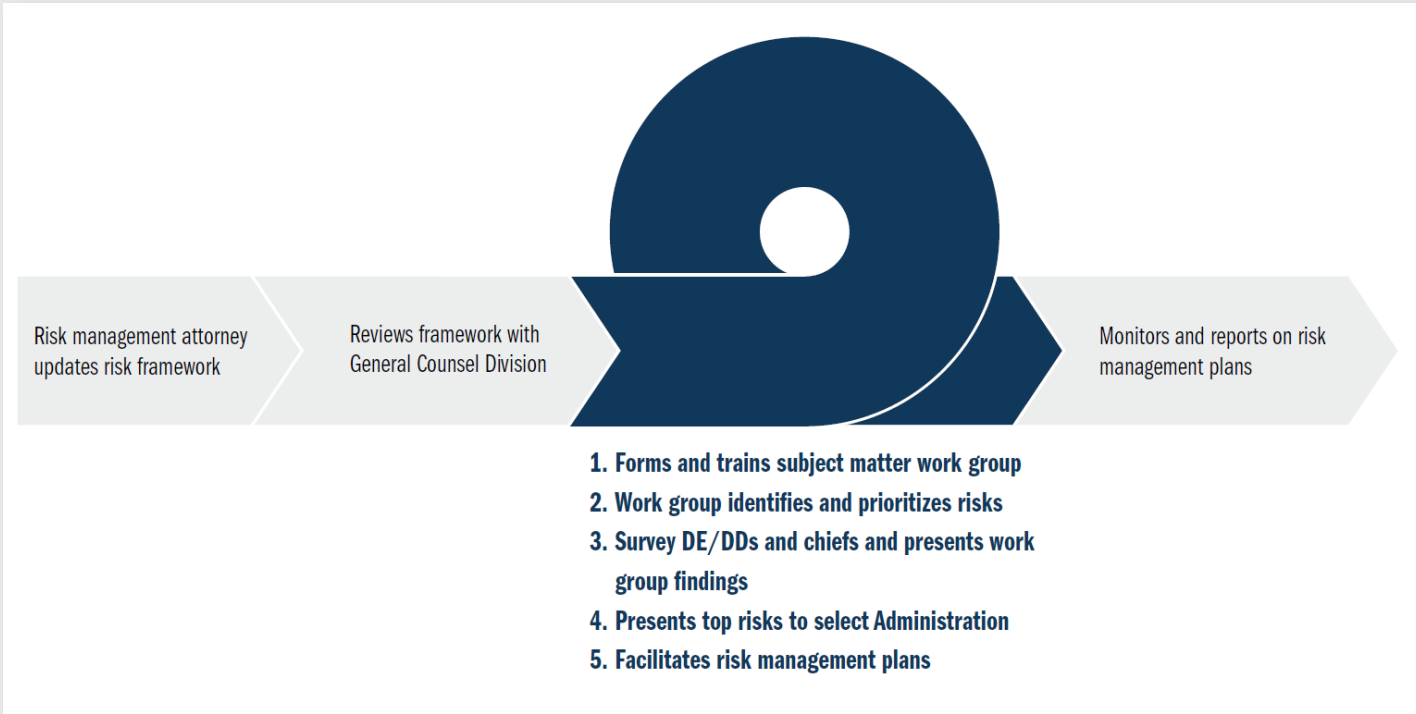 Risk management attorney
updates risk framework
Reviews framework with
General Counsel Division
1. Forms and trains subject matter work group
2. Work group identifies and prioritizes risks
3. Survey DE/DDs and chiefs and presents work
group findings
4. Presents top risks to select Administration
5. Facilitates risk management plans
Monitors and reports on risk
management plans